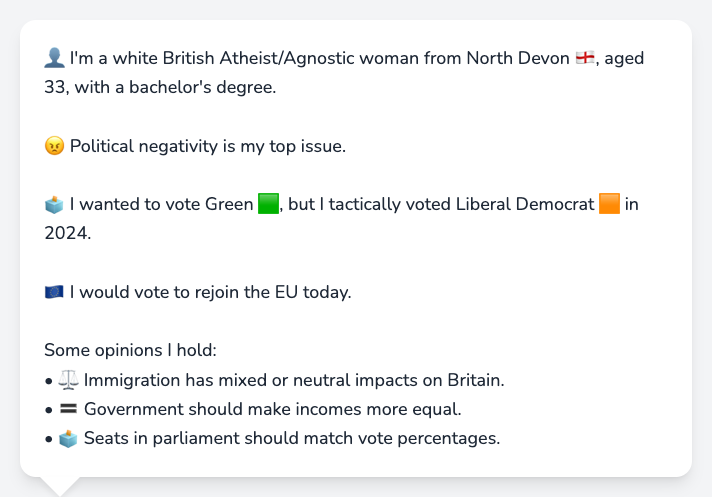 👤 I'm a white British Atheist/Agnostic woman from North Devon 🏴󠁧󠁢󠁥󠁮󠁧󠁿, aged
33, with a bachelor's degree.
😠 Political negativity is my top issue.
🗳️ I wanted to vote Green 🟩, but I tactically voted Liberal Democrat 🟧 in
2024.
🇪🇺 I would vote to rejoin the EU today.
Some opinions I hold:
• ⚖️ Immigration has mixed or neutral impacts on Britain.
• 🟰 Government should make incomes more equal.
• 🗳️ Seats in parliament should match vote percentages.